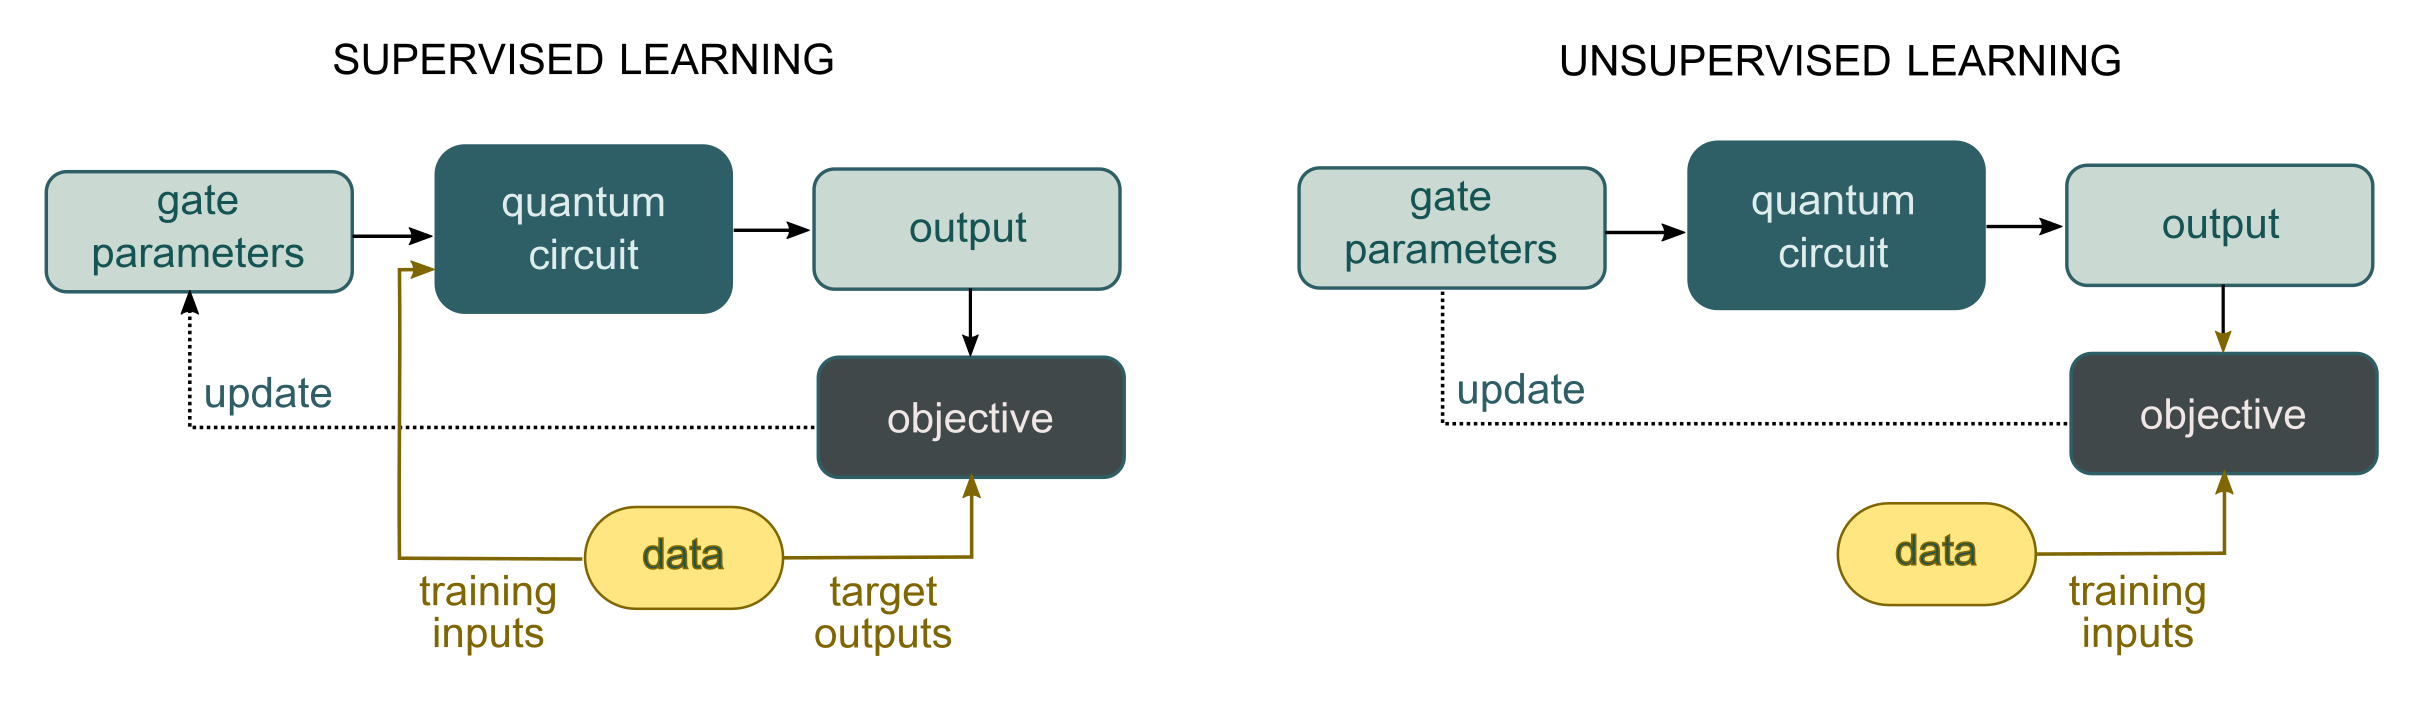 SUPERVISED LEARNING
gate
parameters
quantum
circuit
output
update
objective
data
training
inputs
target
outputs
UNSUPERVISED LEARNING
gate
parameters
quantum
circuit
output
update
objective
data
training
inputs